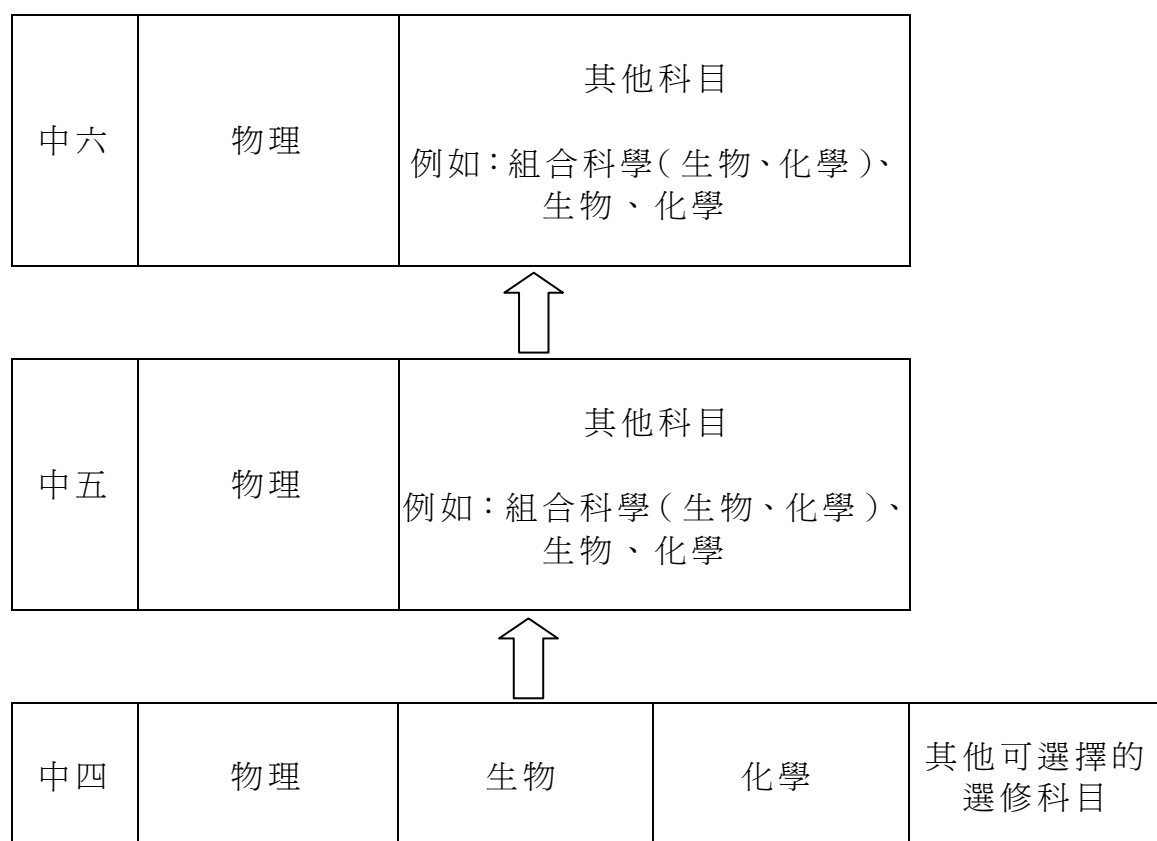 中六
物理
其他科目
例如：組合科學（生物、化學）、
生物、化學
中五
物理
其他科目
例如：組合科學（生物、化學）、
生物、化學
中四
物理
生物
化學
其他可選擇的
選修科目